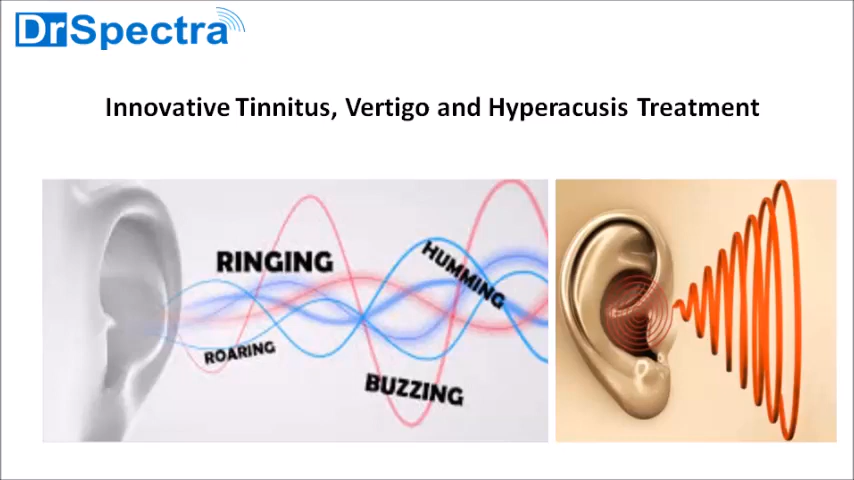 DrSpectra
Innovative Tinnitus, Vertigo and Hyperacusis Treatment
RINGING
HUMMING
ROARING
BUZZING